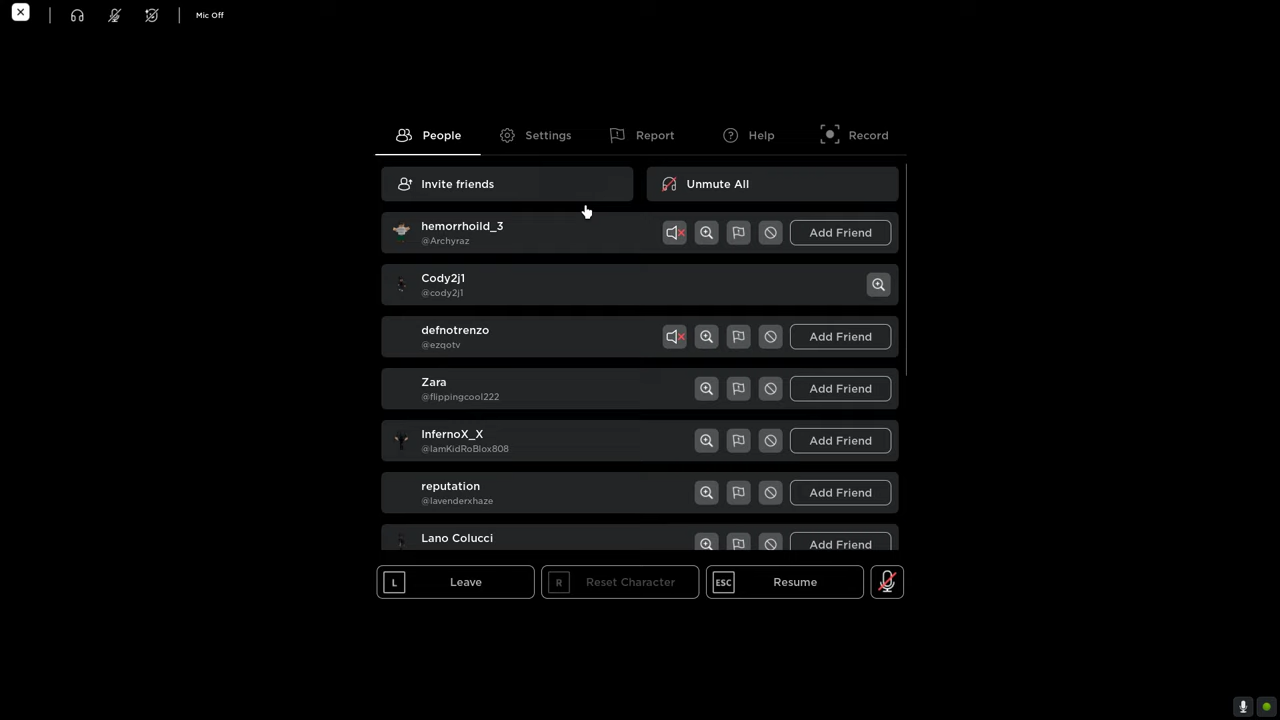 Mic Off
People Settings Report Help Record
Invite friends Unmute All
hemorrhoild_3 Add Friend
@Archyraz
Cody2j1
@cody2j1
defnotrenzo Add Friend
@ezqotv
Zara Add Friend
@flippingcool222
InfernoX_X Add Friend
@IamKidRoBlox808
reputation Add Friend
@lavenderxhaze
Lano Colucci Add Friend
L Leave R Reset Character ESC Resume